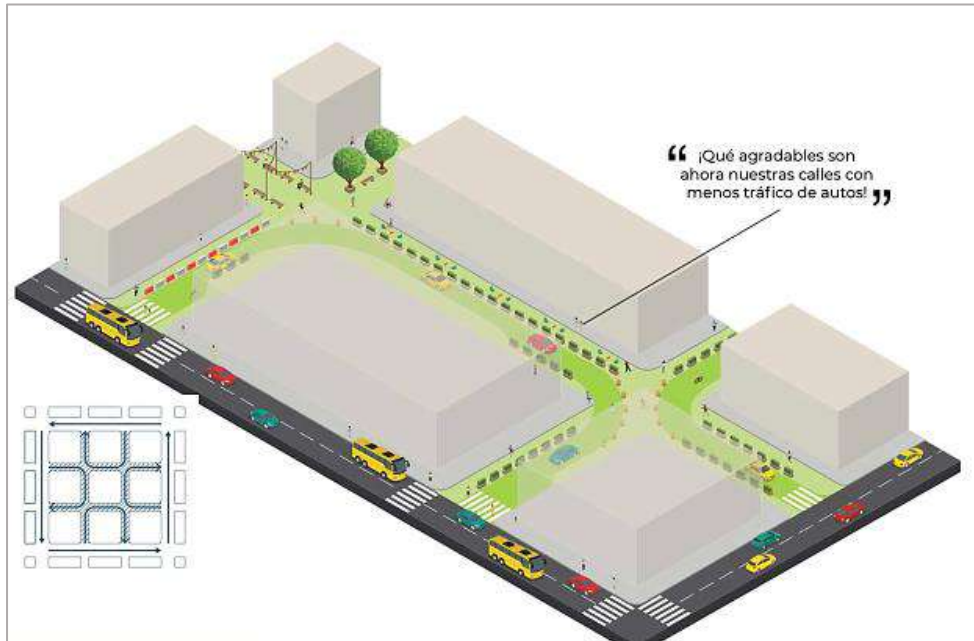 “ ¡Qué agradables son
ahora nuestras calles con
menos tráfico de autos! ”